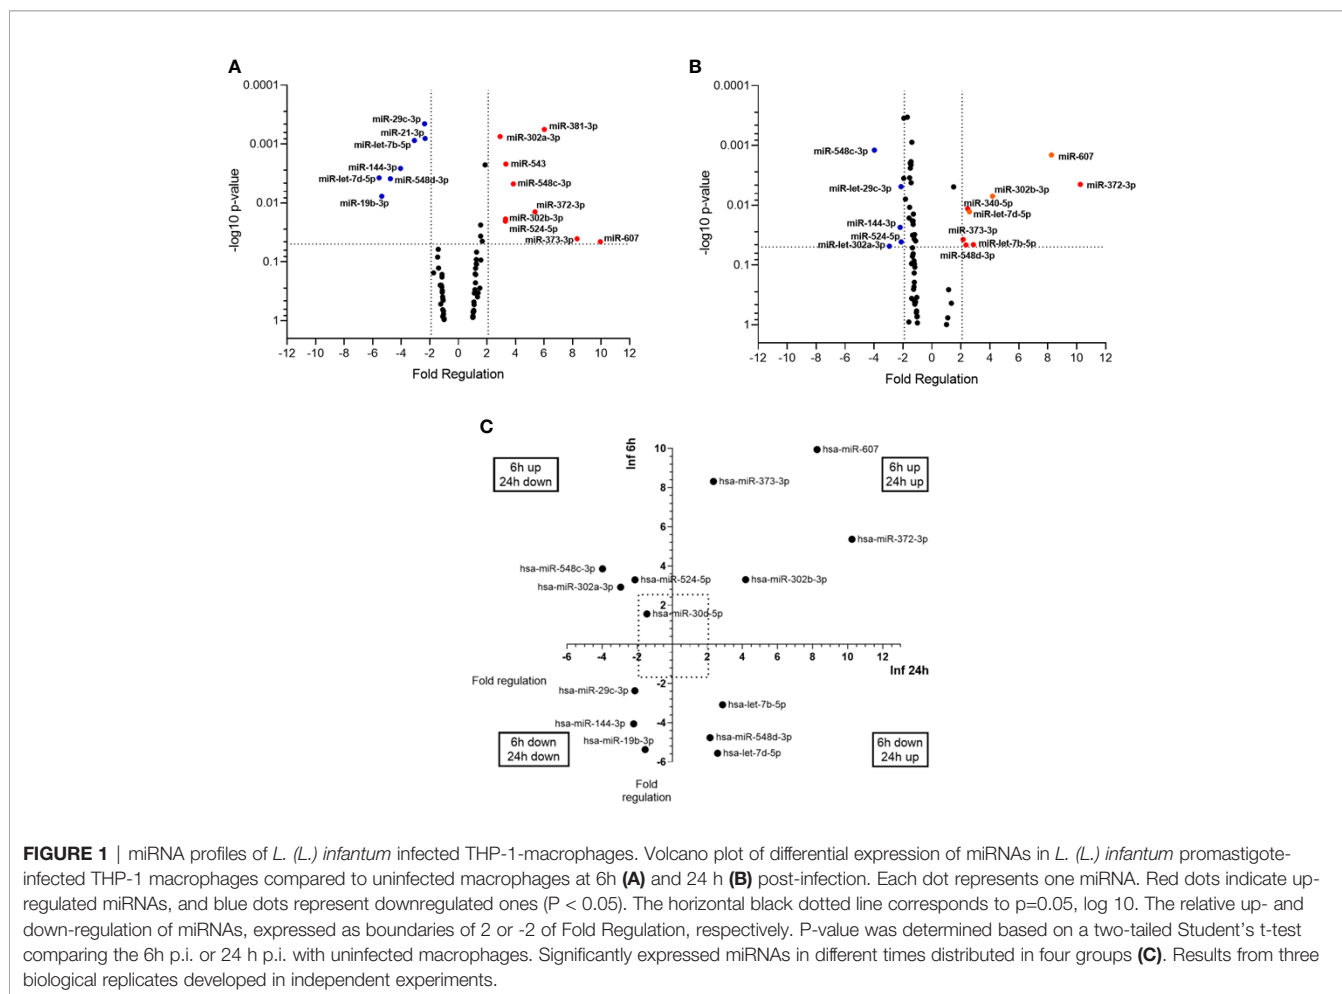 A
0.0001
0.001
0.01
0.1
1
-log10 p-value
-12 -10 -8 -6 -4 -2 0 2 4 6 8 10 12
Fold Regulation
miR-29c-3p
miR-21-3p
miR-let-7b-5p
miR-144-3p
miR-let-7d-5p
miR-548d-3p
miR-19b-3p
miR-381-3p
miR-302a-3p
miR-543
miR-548c-3p
miR-372-3p
miR-302b-3p
miR-524-5p
miR-373-3p
miR-607
B
0.0001
0.001
0.01
0.1
1
-log10 p-value
-12 -10 -8 -6 -4 -2 0 2 4 6 8 10 12
Fold Regulation
miR-548c-3p
miR-let-29c-3p
miR-144-3p
miR-524-5p
miR-let-302a-3p
miR-607
miR-372-3p
miR-302b-3p
miR-340-5p
miR-let-7d-5p
miR-373-3p
miR-let-7b-5p
miR-548d-3p
C
Inf 6h
10
8
6
4
2
-2
-4
-6
-6 -4 -2 2 4 6 8 10 12
Inf 24h
Fold regulation
Fold
regulation
6h up
24h down
6h up
24h up
6h down
24h down
6h down
24h up
hsa-miR-607
hsa-miR-373-3p
hsa-miR-372-3p
hsa-miR-548c-3p
hsa-miR-524-5p
hsa-miR-302b-3p
hsa-miR-302a-3p
hsa-miR-30d-5p
hsa-miR-29c-3p
hsa-let-7b-5p
hsa-miR-144-3p
hsa-miR-548d-3p
hsa-miR-19b-3p
hsa-let-7d-5p
FIGURE 1 | miRNA profiles of L. (L.) infantum infected THP-1-macrophages. Volcano plot of differential expression of miRNAs in L. (L.) infantum promastigote-
infected THP-1 macrophages compared to uninfected macrophages at 6h (A) and 24 h (B) post-infection. Each dot represents one miRNA. Red dots indicate up-
regulated miRNAs, and blue dots represent downregulated ones (P < 0.05). The horizontal black dotted line corresponds to p=0.05, log 10. The relative up- and
down-regulation of miRNAs, expressed as boundaries of 2 or -2 of Fold Regulation, respectively. P-value was determined based on a two-tailed Student's t-test
comparing the 6h p.i. or 24 h p.i. with uninfected macrophages. Significantly expressed miRNAs in different times distributed in four groups (C). Results from three
biological replicates developed in independent experiments.